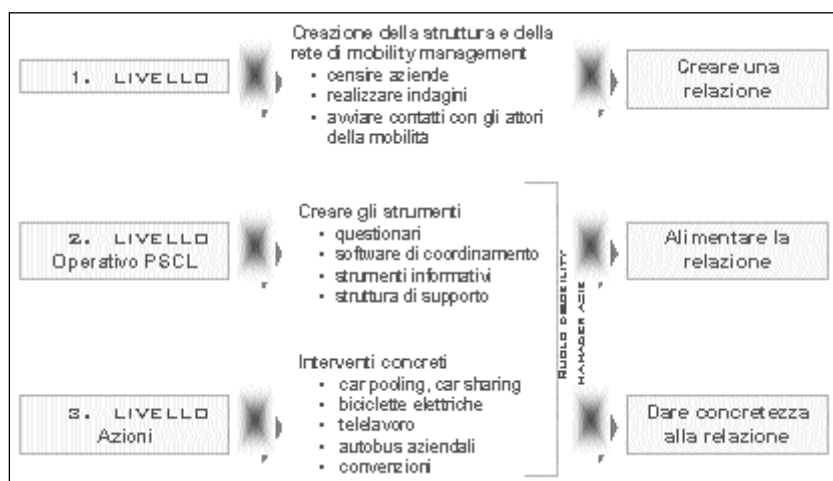 1. LIVELLO
Creazione della struttura e della
rete di mobility management
• censire aziende
• realizzare indagini
• avviare contatti con gli attori
della mobilità
Creare una
relazione
2. LIVELLO
Operativo PSCL
Creare gli strumenti
• questionari
• software di coordinamento
• strumenti informativi
• struttura di supporto
Alimentare la
relazione
3. LIVELLO
Azioni
Interventi concreti
• car pooling, car sharing
• biciclette elettriche
• telelavoro
• autobus aziendali
• convenzioni
RUOLO
MANAGER
Dare concretezza
alla relazione